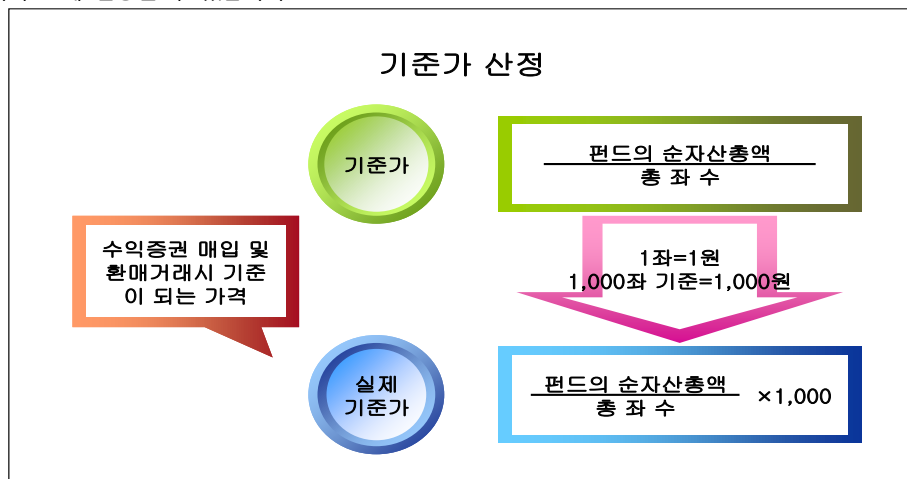 기준가 산정
기준가
펀드의 순자산총액
총 좌 수
수익증권 매입 및
환매거래시 기준
이 되는 가격
1좌=1원
1,000좌 기준=1,000원
실제
기준가
펀드의 순자산총액
총 좌 수
×1,000